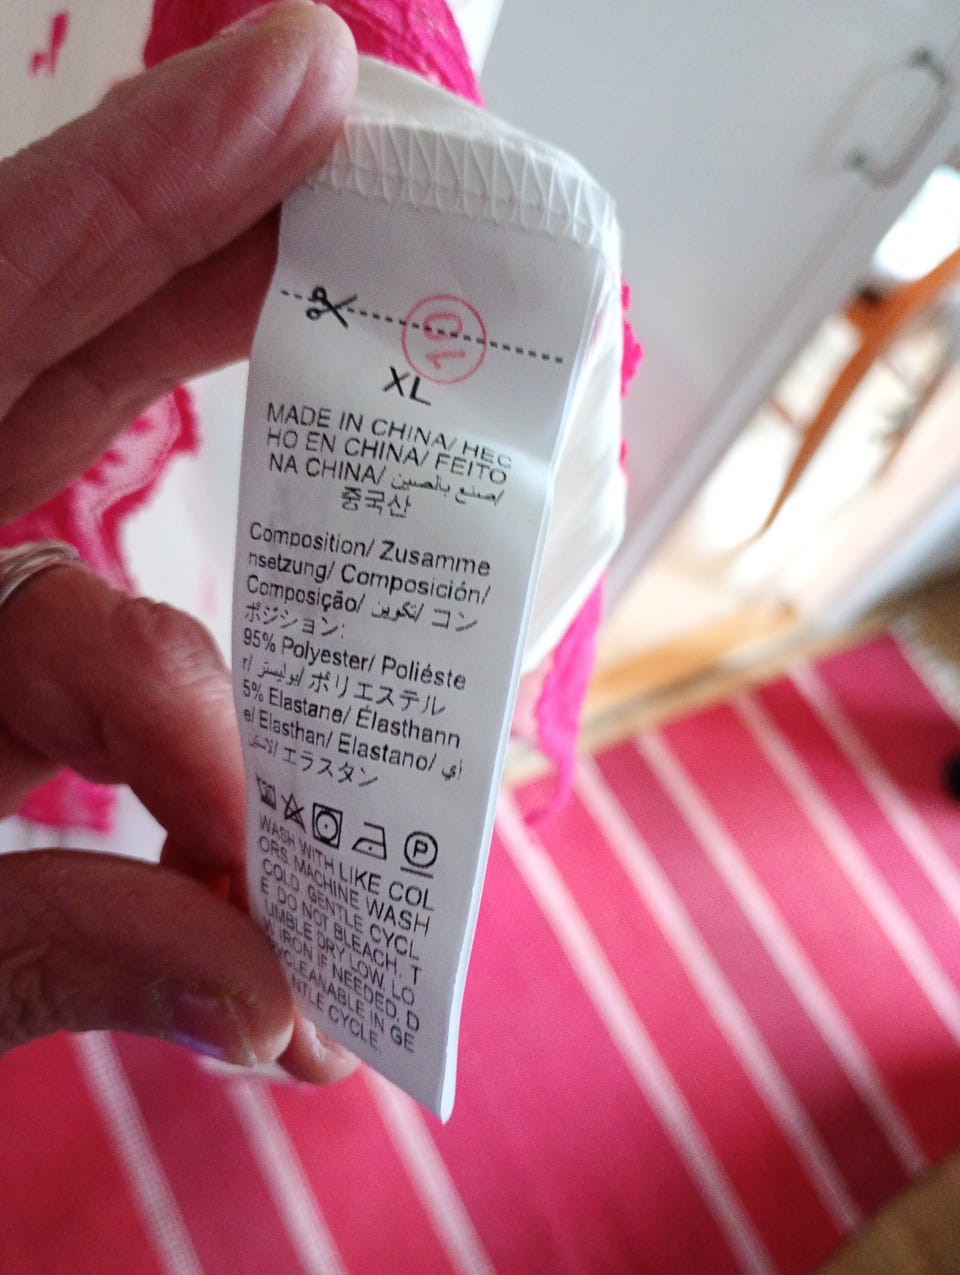 10
XL
MADE IN CHINA/ HEC
HO EN CHINA/ FEITO
NA CHINA/ صنع بالصين/
중국산
Composition/ Zusamme
nsetzung/ Composición/
Composição/ تكوين/ コン
ポジション:
95% Polyester/ Poliéste
r/ بوليستر/ ポリエステル
5% Elastane/ Élasthann
e/ Elasthan/ Elastano/ أي
لاستين/ エラスタン
P
WASH WITH LIKE COL
ORS. MACHINE WASH
COLD GENTLE CYCL
E. DO NOT BLEACH. T
UMBLE DRY LOW. LO
W IRON IF NEEDED. D
RYCLEANABLE IN GE
NTLE CYCLE.